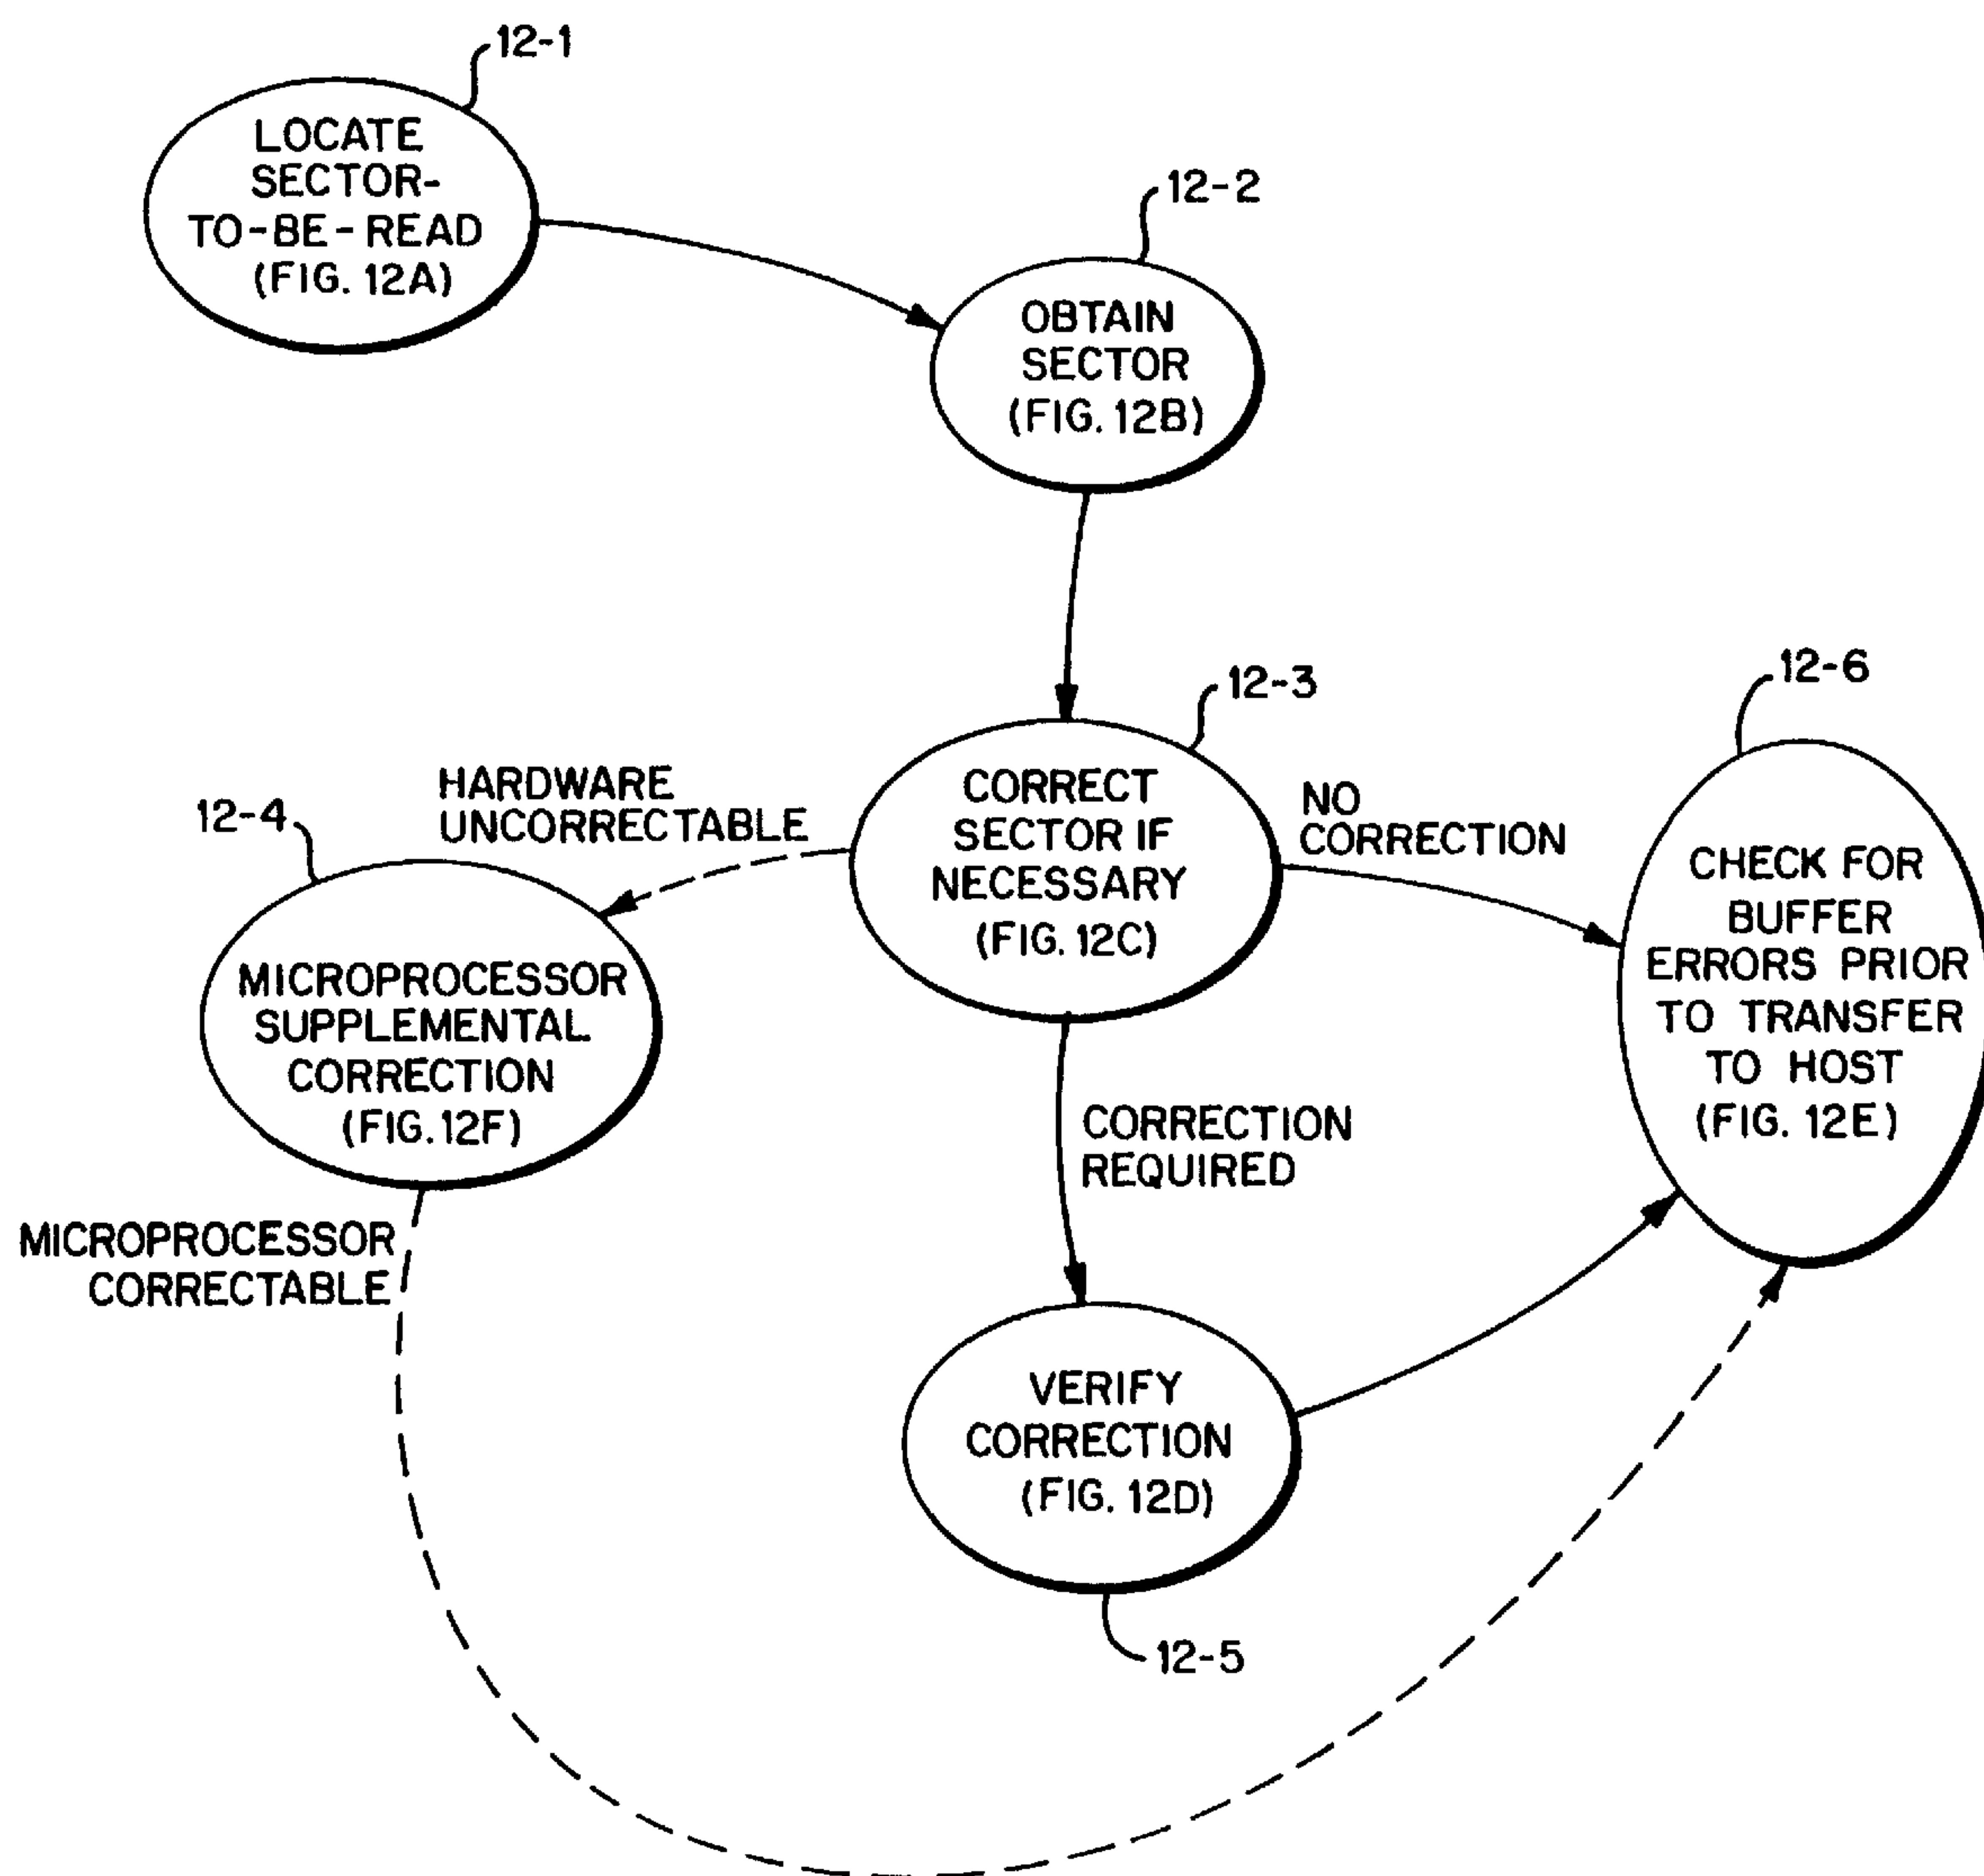 12-1
LOCATE
SECTOR-
TO-BE-READ
(FIG. 12A)
12-2
OBTAIN
SECTOR
(FIG. 12B)
12-3
CORRECT
SECTOR IF
NECESSARY
(FIG. 12C)
NO
CORRECTION
12-6
CHECK FOR
BUFFER
ERRORS PRIOR
TO TRANSFER
TO HOST
(FIG. 12E)
HARDWARE
UNCORRECTABLE
12-4
MICROPROCESSOR
SUPPLEMENTAL
CORRECTION
(FIG. 12F)
CORRECTION
REQUIRED
MICROPROCESSOR
CORRECTABLE
VERIFY
CORRECTION
(FIG. 12D)
12-5